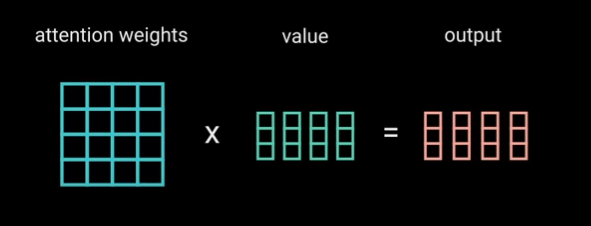 attention weights
value
output
x
=